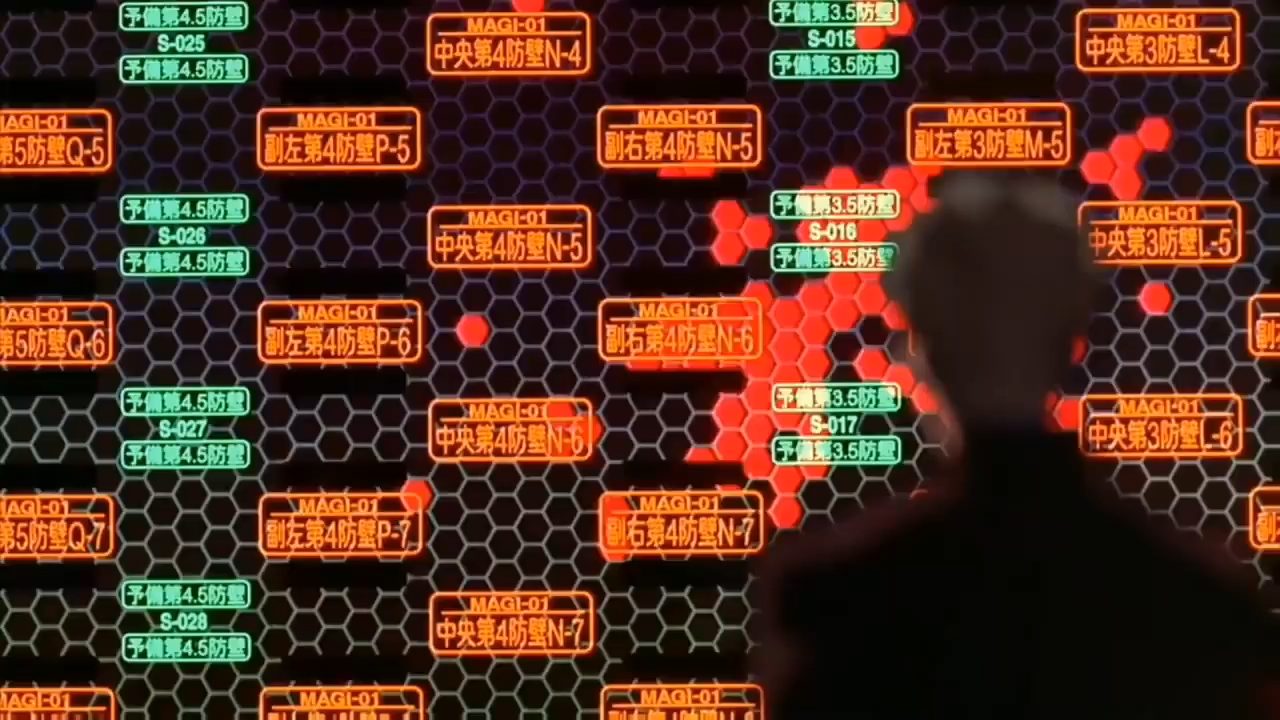 予備第4.5防壁
S-025
予備第4.5防壁
MAGI-01
中央第4防壁N-4
予備第3.5防壁
S-015
予備第3.5防壁
MAGI-01
中央第3防壁L-4
MAGI-01
第5防壁Q-5
MAGI-01
副左第4防壁P-5
MAGI-01
副右第4防壁N-5
MAGI-01
副左第3防壁M-5
予備第4.5防壁
S-026
予備第4.5防壁
MAGI-01
中央第4防壁N-5
予備第3.5防壁
S-016
予備第3.5防壁
MAGI-01
中央第3防壁L-5
MAGI-01
第5防壁Q-6
MAGI-01
副左第4防壁P-6
MAGI-01
副右第4防壁N-6
予備第4.5防壁
S-027
予備第4.5防壁
MAGI-01
中央第4防壁N-6
予備第3.5防壁
S-017
予備第3.5防壁
MAGI-01
中央第3防壁L-6
MAGI-01
第5防壁Q-7
MAGI-01
副左第4防壁P-7
MAGI-01
副右第4防壁N-7
予備第4.5防壁
S-028
予備第4.5防壁
MAGI-01
中央第4防壁N-7
MAGI-01
MAGI-01
MAGI-01